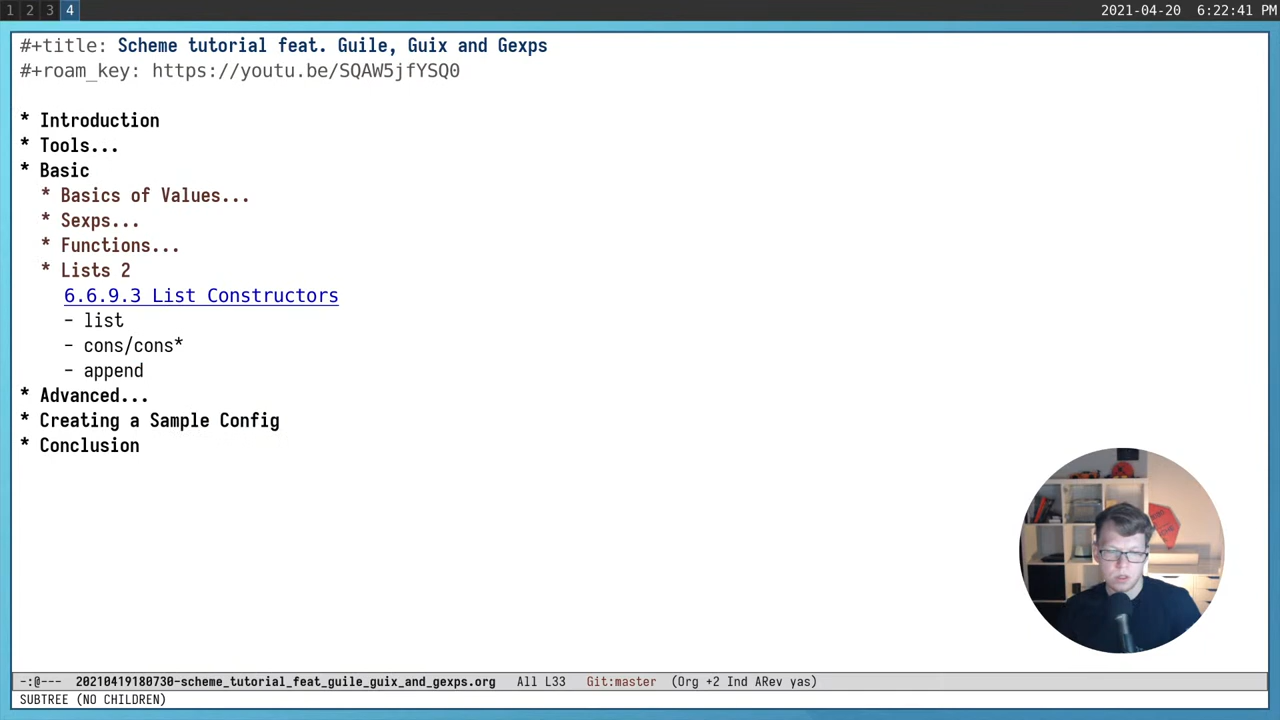 1 2 3 4 2021-04-20 6:22:41 PM
#+title: Scheme tutorial feat. Guile, Guix and Gexps
#+roam_key: https://youtu.be/SQAW5jfYSQ0
* Introduction
* Tools...
* Basic
* Basics of Values...
* Sexps...
* Functions...
* Lists 2
6.6.9.3 List Constructors
- list
- cons/cons*
- append
* Advanced...
* Creating a Sample Config
* Conclusion
-:@--- 20210419180730-scheme_tutorial_feat_guile_guix_and_gexps.org All L33 Git:master (Org +2 Ind ARev yas)
SUBTREE (NO CHILDREN)